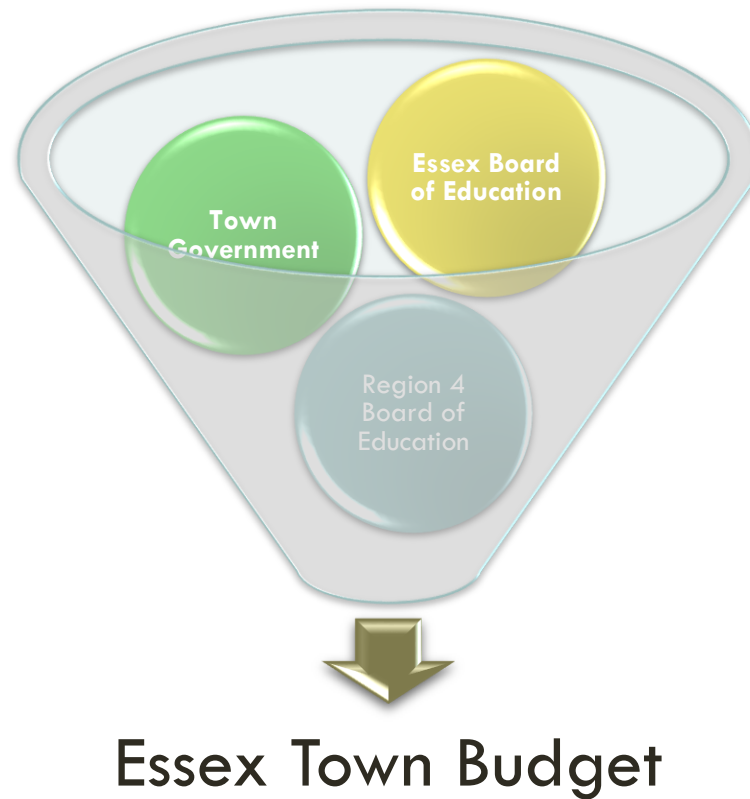 Essex Board
of Education
Town
Government
Region 4
Board of
Education
Essex Town Budget